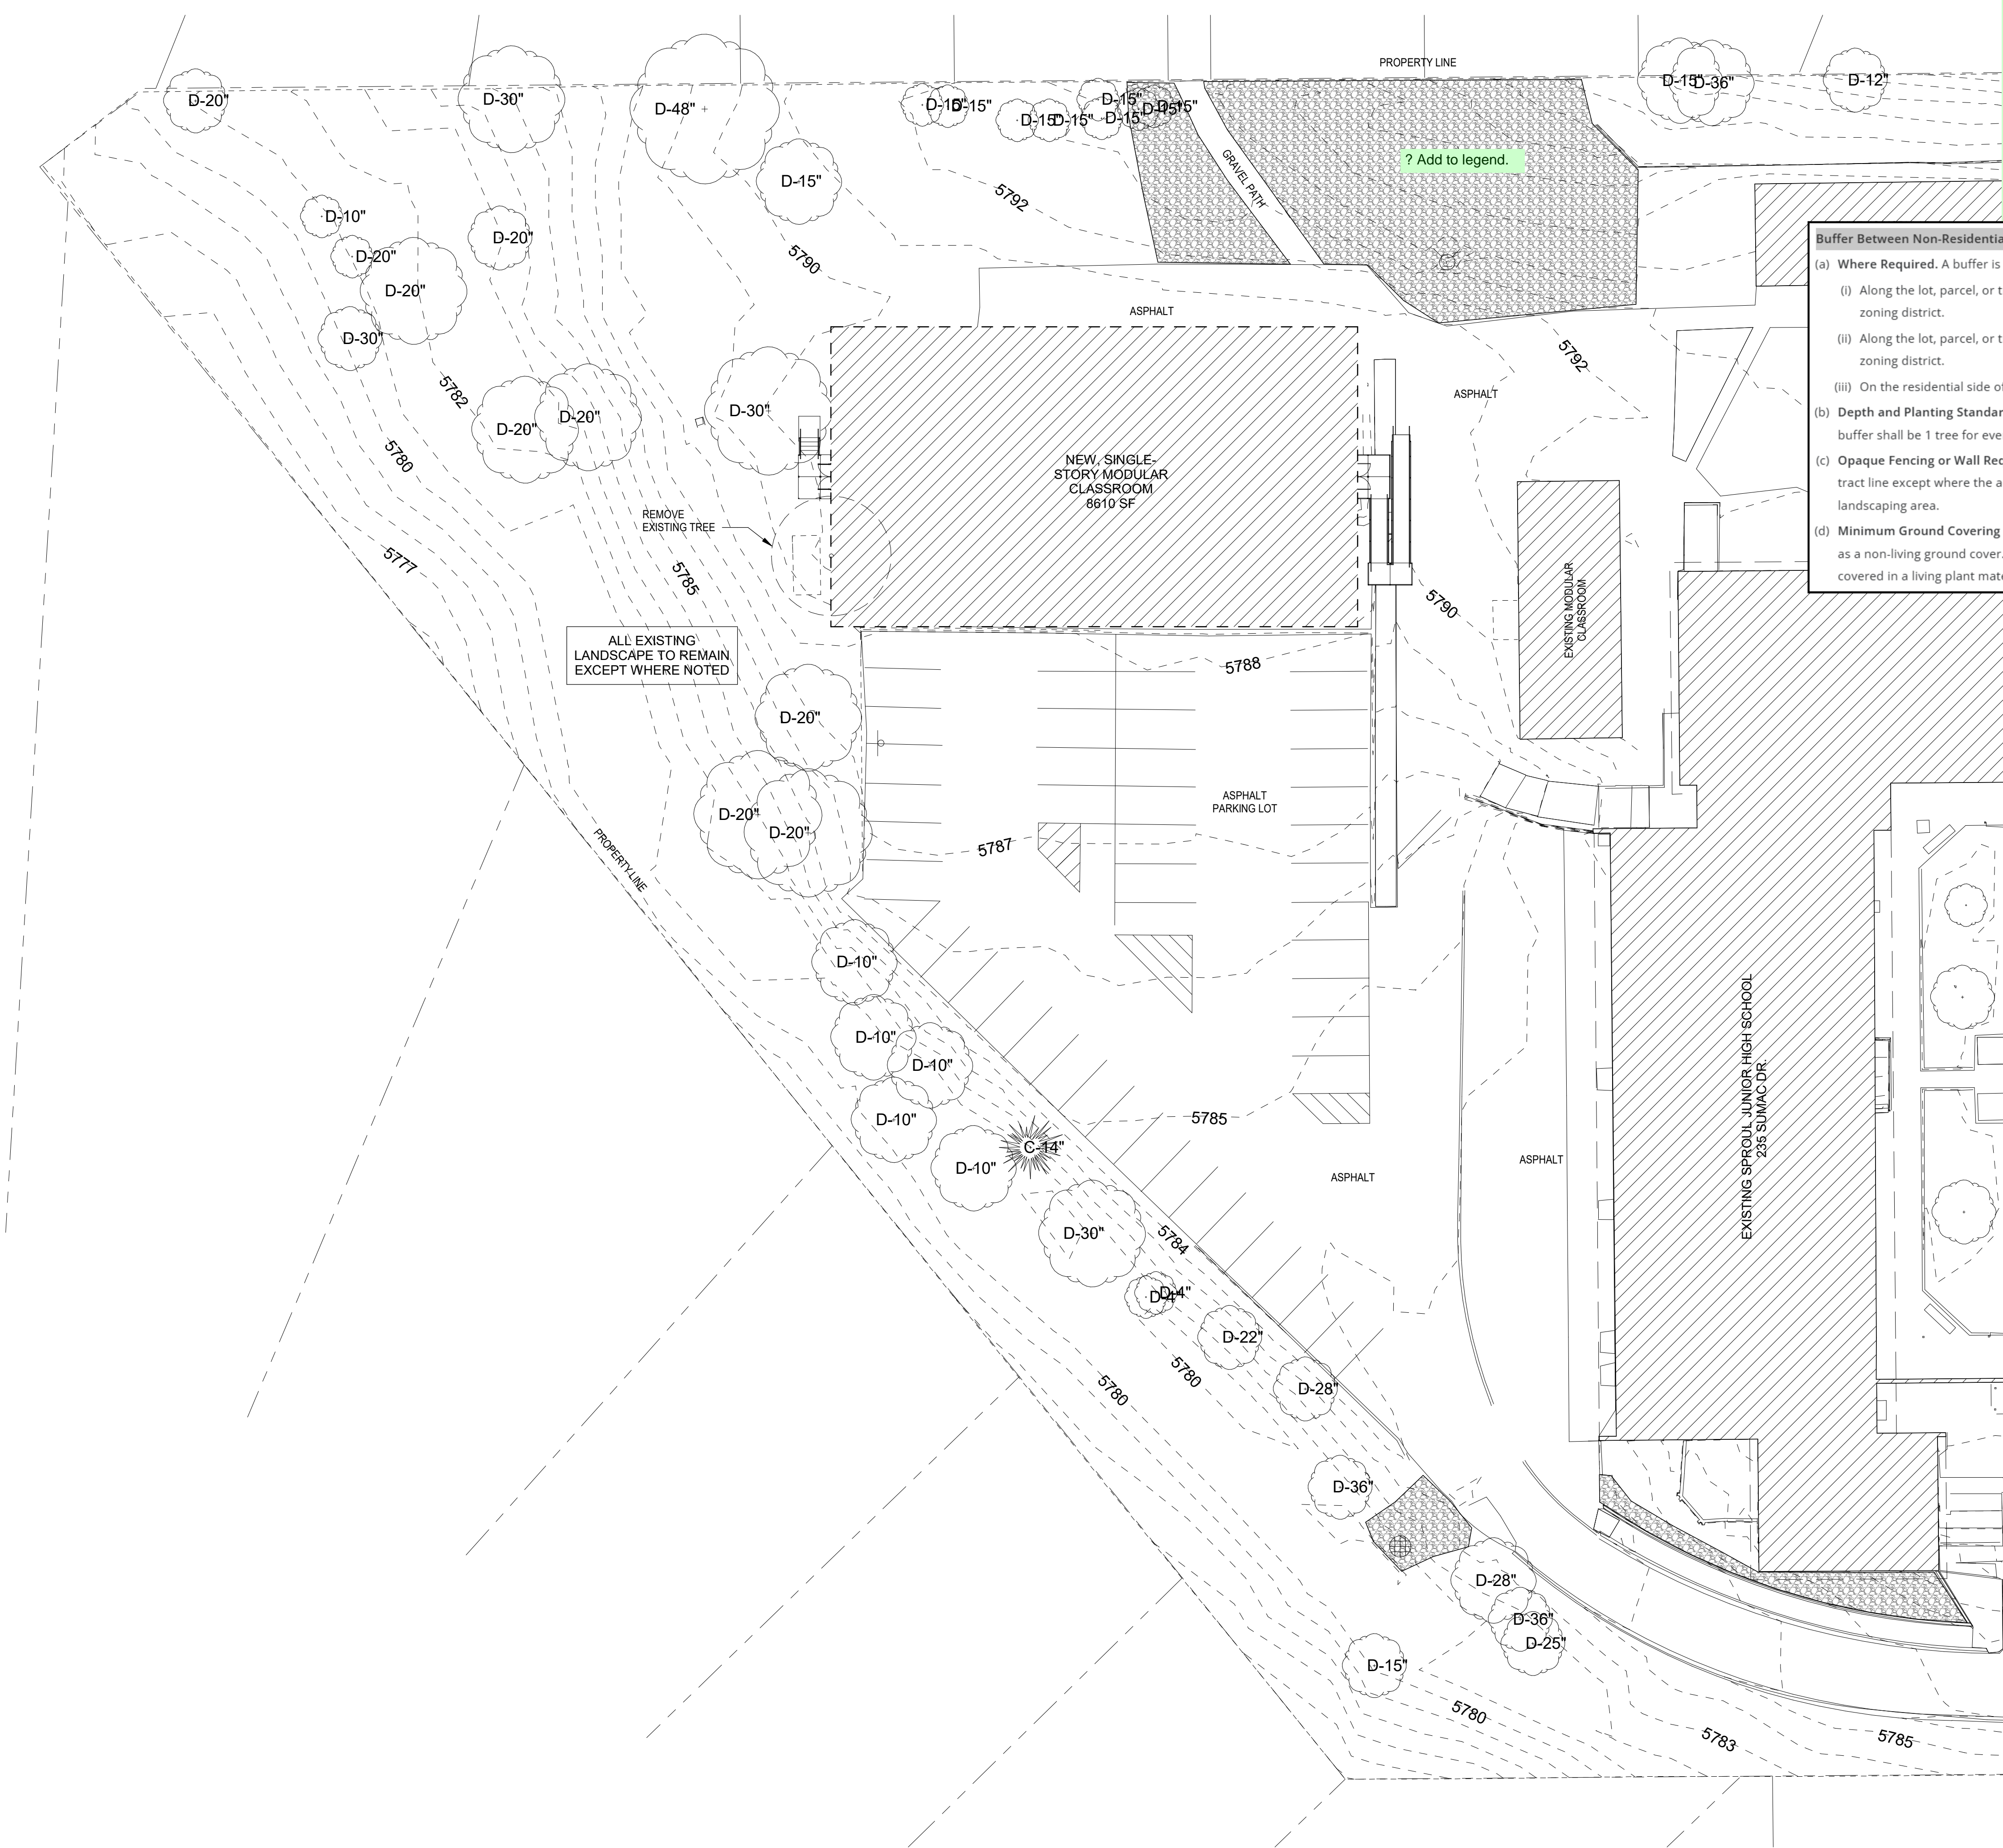 PROPERTY LINE
D-20"
D-30"
D-48"
D-15"
D-15"
D-15"
D-15"
D-15"
D-15"
D-15"
D-15"
D-15"
D-36"
D-12"
? Add to legend.
GRAVEL PATH
D-15"
5792
D-10"
D-20"
D-20"
D-20"
D-30"
5790
ASPHALT
5792
ASPHALT
5782
D-20"
D-20"
D-30"
5780
NEW, SINGLE-
STORY MODULAR
CLASSROOM
8610 SF
REMOVE
EXISTING TREE
5777
5785
5790
EXISTING MODULAR
CLASSROOM
Buffer Between Non-Residentia
(a) Where Required. A buffer is
(i) Along the lot, parcel, or t
zoning district.
(ii) Along the lot, parcel, or t
zoning district.
(iii) On the residential side of
(b) Depth and Planting Standar
buffer shall be 1 tree for eve
(c) Opaque Fencing or Wall Req
tract line except where the a
landscaping area.
(d) Minimum Ground Covering
as a non-living ground cover.
covered in a living plant mate
ALL EXISTING
LANDSCAPE TO REMAIN
EXCEPT WHERE NOTED
5788
D-20"
D-20"
D-20"
ASPHALT
PARKING LOT
5787
PROPERTY LINE
D-10"
D-10"
D-10"
D-10"
D-10"
C-14"
5785
ASPHALT
ASPHALT
EXISTING SPROUL JUNIOR HIGH SCHOOL
235 SUMAC DR.
D-30"
5784
D-4"
D-4"
D-22"
5780
5780
D-28"
D-36"
D-28"
D-36"
D-25"
D-15"
5780
5783
5785